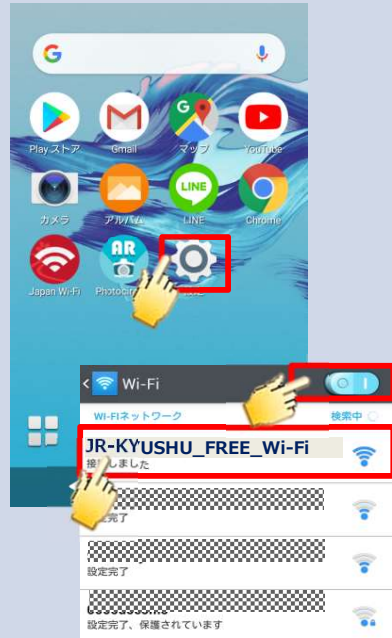 G
Play ストア
Gmail
マップ
YouTube
LINE
カメラ
アルバム
LINE
Chrome
AR
Japan Wi-Fi
< Wi-Fi
WI-FIネットワーク
検索中
JR-KYUSHU_FREE_Wi-Fi
接続しました
設定完了
設定完了
設定完了、保護されています